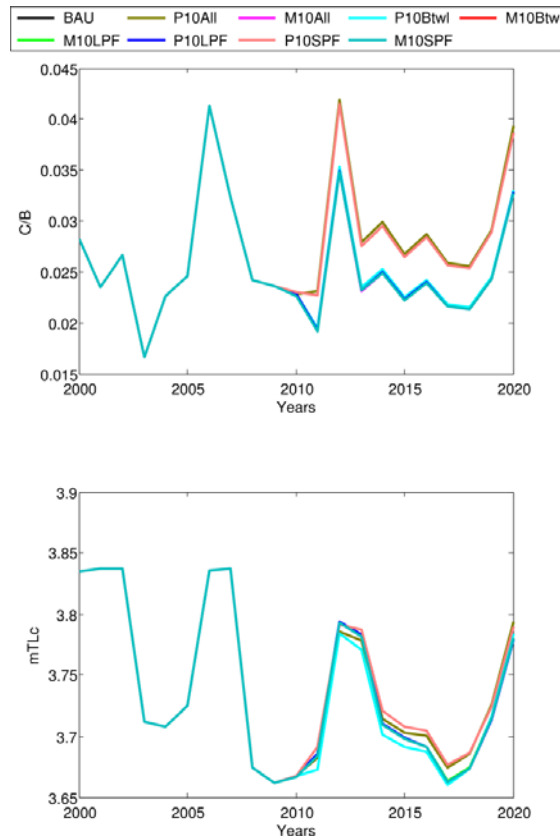 BAU P10All M10All P10Btwl M10Btw
M10LPF P10LPF P10SPF M10SPF
0.045
0.04
0.035
0.03
C/B
0.025
0.02
0.015
2000 2005 2010 2015 2020
Years
3.9
3.85
3.8
mTLc
3.75
3.7
3.65
2000 2005 2010 2015 2020
Years